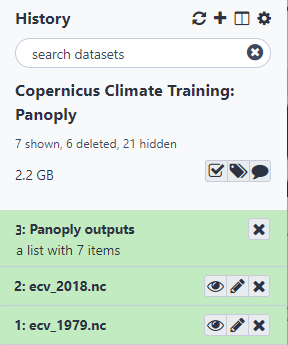 History
search datasets
Copernicus Climate Training:
Panoply
7 shown, 6 deleted, 21 hidden
2.2 GB
3: Panoply outputs
a list with 7 items
2: ecv_2018.nc
1: ecv_1979.nc